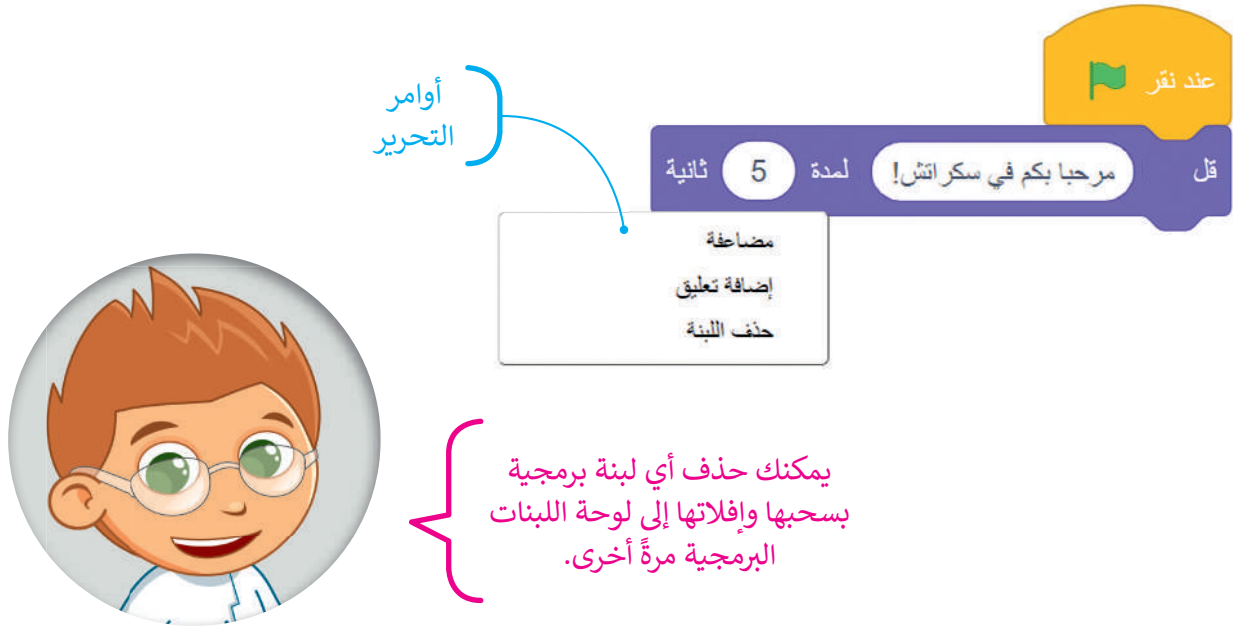 عند نقر
قل مرحبا بكم في سكراتش! لمدة 5 ثانية
أوامر
التحرير
مضاعفة
إضافة تعليق
حذف اللبنة
يمكنك حذف أي لبنة برمجية
بسحبها وإفلاتها إلى لوحة اللبنات
البرمجية مرةً أخرى.